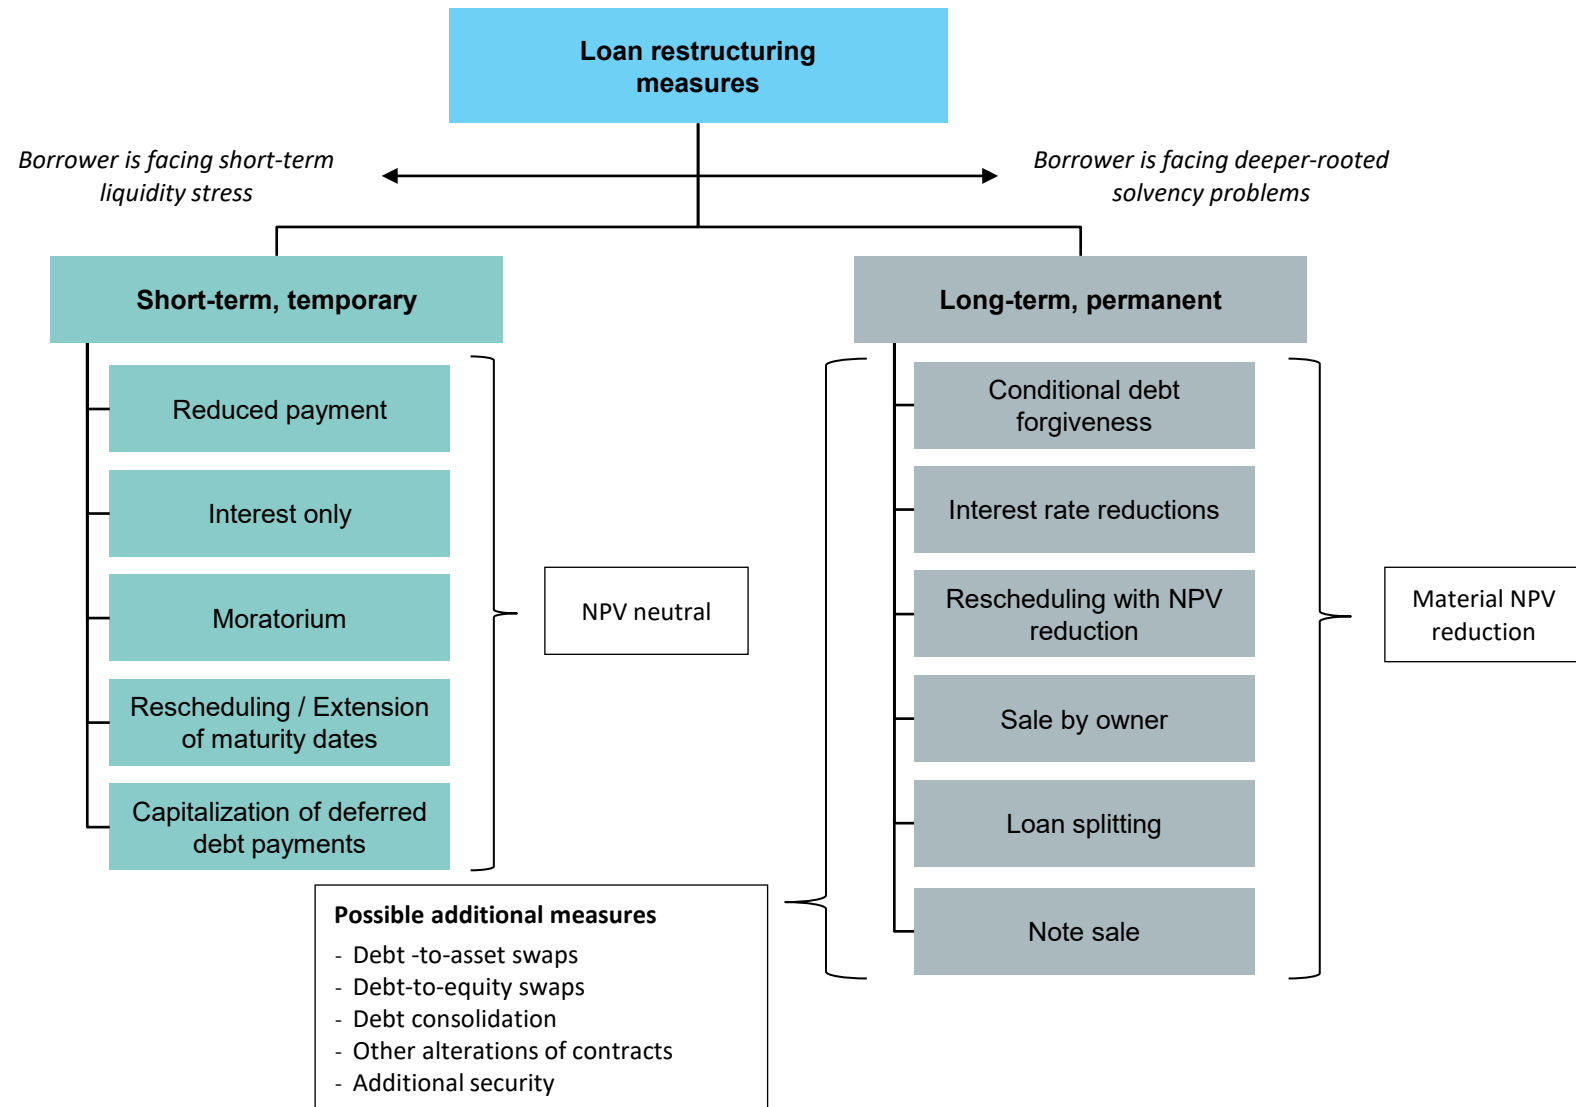 Loan restructuring
measures
Borrower is facing short-term
liquidity stress
Borrower is facing deeper-rooted
solvency problems
Short-term, temporary
Reduced payment
Interest only
Moratorium
Rescheduling / Extension
of maturity dates
Capitalization of deferred
debt payments
NPV neutral
Long-term, permanent
Conditional debt
forgiveness
Interest rate reductions
Rescheduling with NPV
reduction
Sale by owner
Loan splitting
Note sale
Material NPV
reduction
Possible additional measures
- Debt -to-asset swaps
- Debt-to-equity swaps
- Debt consolidation
- Other alterations of contracts
- Additional security